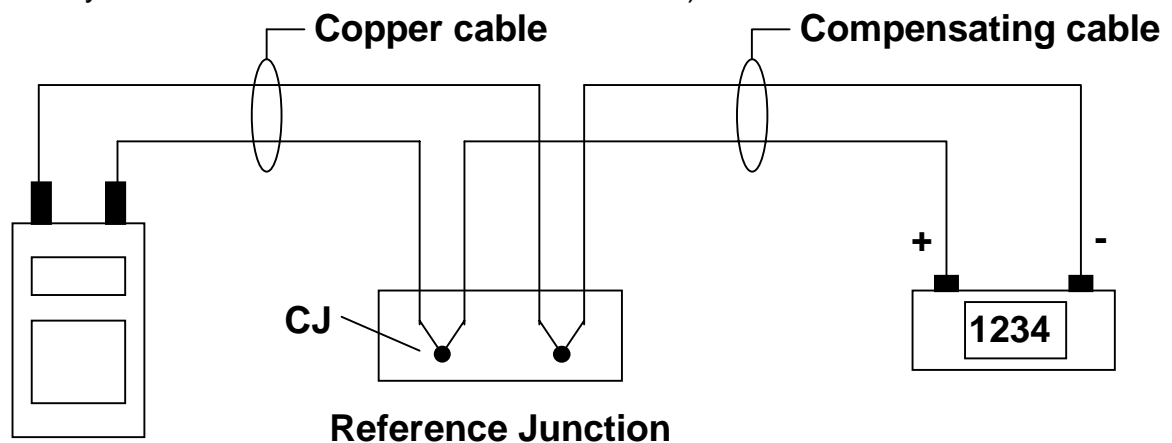 Copper cable
Compensating cable
+
-
1234
CJ
Reference Junction